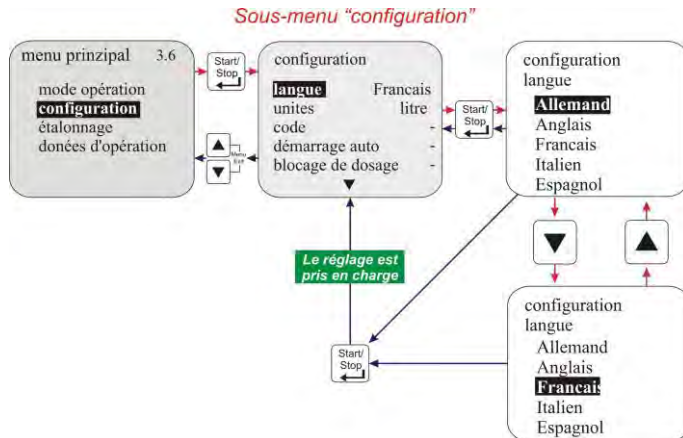 Sous-menu “configuration”
menu prinzipal 3.6
mode opération
configuration
étalonnage
donées d'opération
Start/
Stop
Menu
Exit
configuration
langue Francais
unites litre
code -
démarrage auto -
blocage de dosage -
Start/
Stop
configuration
langue
Allemand
Anglais
Francais
Italien
Espagnol
Le réglage est
pris en charge
Start/
Stop
configuration
langue
Allemand
Anglais
Francais
Italien
Espagnol